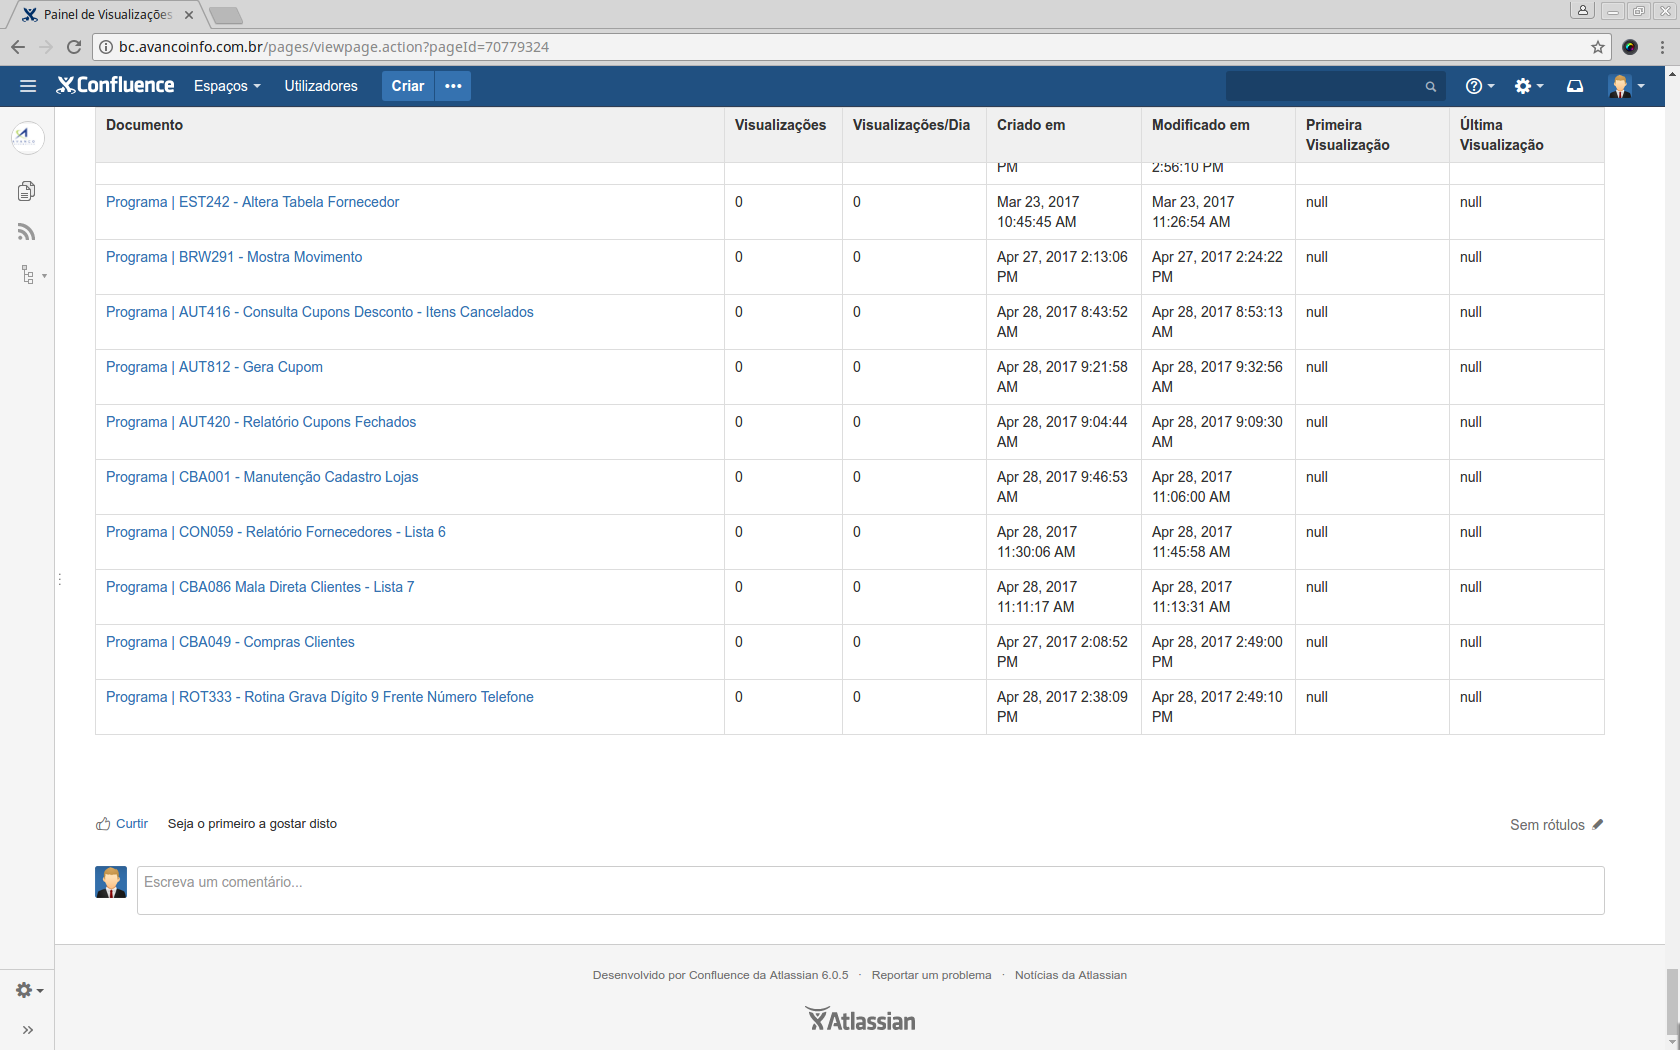 Painel de Visualizações
bc.avancoinfo.com.br/pages/viewpage.action?pageId=70779324
Confluence Espaços Utilizadores Criar •••
Documento Visualizações Visualizações/Dia Criado em Modificado em Primeira Última
Visualização Visualização
PM 2:56:10 PM
Programa | EST242 - Altera Tabela Fornecedor 0 0 Mar 23, 2017 Mar 23, 2017 null null
10:45:45 AM 11:26:54 AM
Programa | BRW291 - Mostra Movimento 0 0 Apr 27, 2017 2:13:06 Apr 27, 2017 2:24:22 null null
PM PM
Programa | AUT416 - Consulta Cupons Desconto - Itens Cancelados 0 0 Apr 28, 2017 8:43:52 Apr 28, 2017 8:53:13 null null
AM AM
Programa | AUT812 - Gera Cupom 0 0 Apr 28, 2017 9:21:58 Apr 28, 2017 9:32:56 null null
AM AM
Programa | AUT420 - Relatório Cupons Fechados 0 0 Apr 28, 2017 9:04:44 Apr 28, 2017 9:09:30 null null
AM AM
Programa | CBA001 - Manutenção Cadastro Lojas 0 0 Apr 28, 2017 9:46:53 Apr 28, 2017 null null
AM 11:06:00 AM
Programa | CON059 - Relatório Fornecedores - Lista 6 0 0 Apr 28, 2017 Apr 28, 2017 null null
11:30:06 AM 11:45:58 AM
Programa | CBA086 Mala Direta Clientes - Lista 7 0 0 Apr 28, 2017 Apr 28, 2017 null null
11:11:17 AM 11:13:31 AM
Programa | CBA049 - Compras Clientes 0 0 Apr 27, 2017 2:08:52 Apr 28, 2017 2:49:00 null null
PM PM
Programa | ROT333 - Rotina Grava Dígito 9 Frente Número Telefone 0 0 Apr 28, 2017 2:38:09 Apr 28, 2017 2:49:10 null null
PM PM
Curtir Seja o primeiro a gostar disto Sem rótulos
Escreva um comentário...
Desenvolvido por Confluence da Atlassian 6.0.5 · Reportar um problema · Notícias da Atlassian
Atlassian